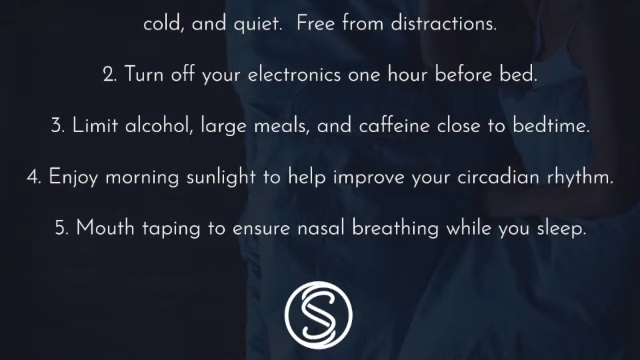 cold, and quiet.  Free from distractions.
2. Turn off your electronics one hour before bed.
3. Limit alcohol, large meals, and caffeine close to bedtime.
4. Enjoy morning sunlight to help improve your circadian rhythm.
5. Mouth taping to ensure nasal breathing while you sleep.